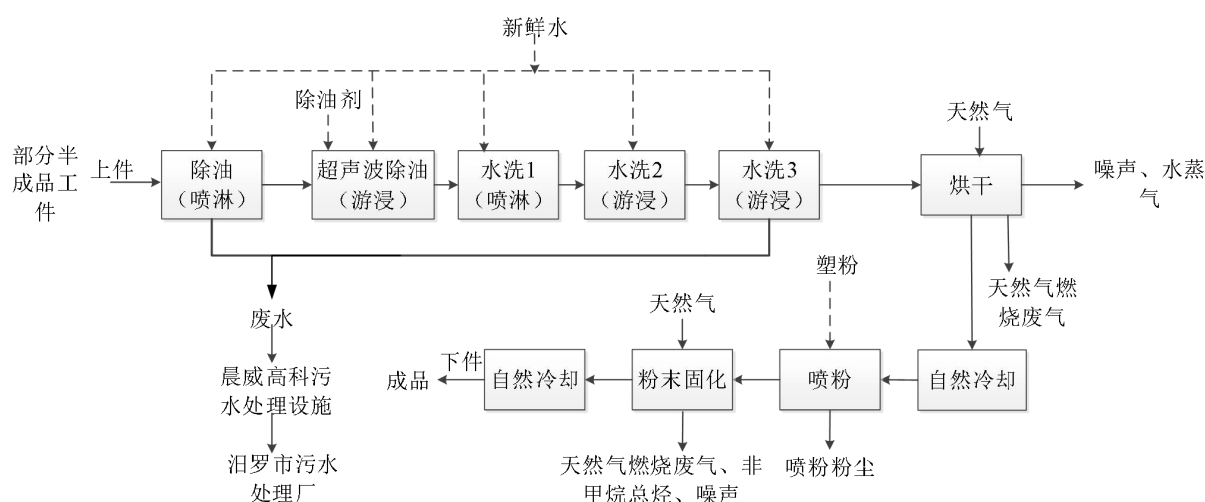 新鲜水
除油剂
天然气
部分半
成品工
件
上件
除油
（喷淋）
超声波除油
（游浸）
水洗1
（喷淋）
水洗2
（游浸）
水洗3
（游浸）
烘干
噪声、水蒸
气
塑粉
天然气燃
烧废气
天然气
废水
晨威高科污
水处理设施
汨罗市污水
处理厂
成品
下件
自然冷却
粉末固化
喷粉
自然冷却
天然气燃烧废气、非
甲烷总烃、噪声
喷粉粉尘